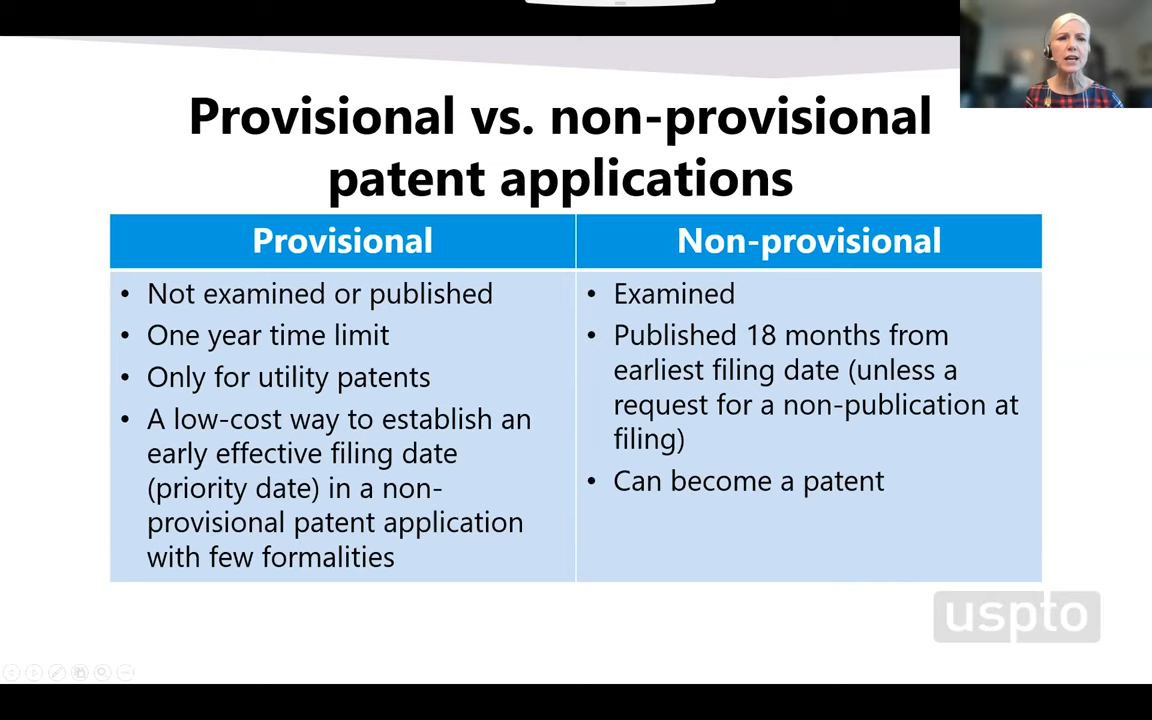 Provisional vs. non-provisional
patent applications
Provisional
• Not examined or published
• One year time limit
• Only for utility patents
• A low-cost way to establish an
early effective filing date
(priority date) in a non-
provisional patent application
with few formalities
Non-provisional
• Examined
• Published 18 months from
earliest filing date (unless a
request for a non-publication at
filing)
• Can become a patent
uspto